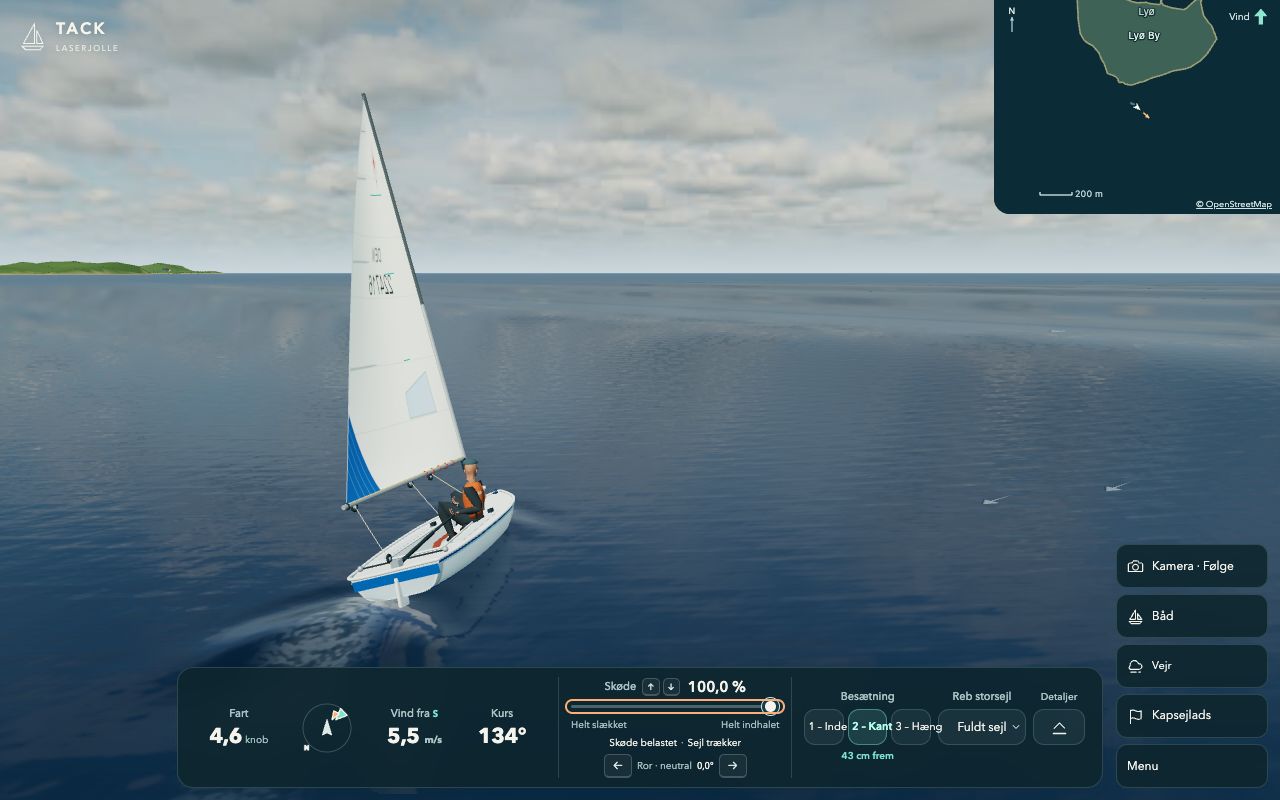 TACK
LASERJOLLE
N
Lyø
Lyø By
Vind
200 m
© OpenStreetMap
Kamera · Følge
Båd
Vejr
Kapsejlads
Menu
Fart
4,6 knob
N
Vind fra S
5,5 m/s
Kurs
134°
Skøde 100,0 %
Helt slækket Helt indhalet
Skøde belastet · Sejl trækker
Ror · neutral 0,0°
Besætning
1 – Inde 2 – Kant 3 – Hæng
43 cm frem
Reb storsejl
Fuldt sejl
Detaljer